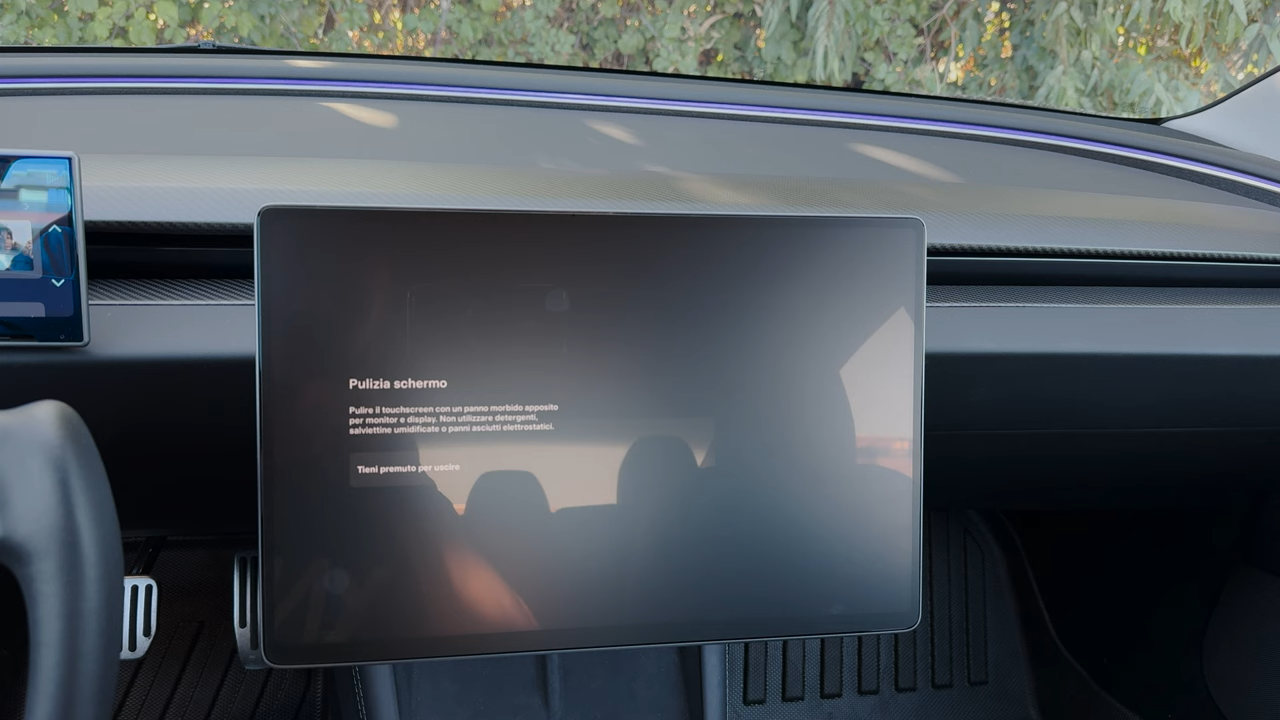 Pulizia schermo
Pulire il touchscreen con un panno morbido apposito
per monitor e display. Non utilizzare detergenti,
salviettine umidificate o panni asciutti elettrostatici.
Tieni premuto per uscire